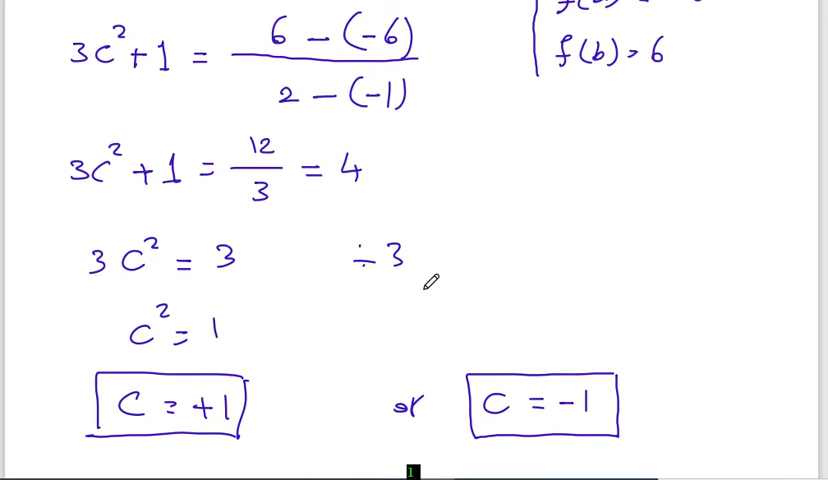 3c² + 1 = (6 - (-6)) / (2 - (-1))
f(b) = 6
3c² + 1 = 12/3 = 4
3c² = 3 ÷3
c² = 1
c = +1 or c = -1
1